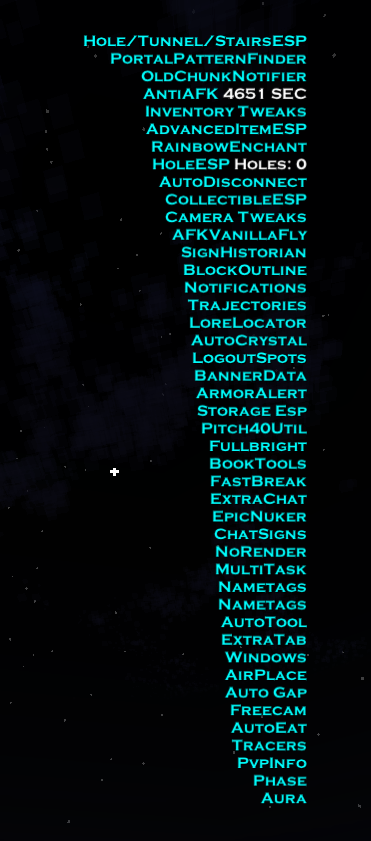 Hole/Tunnel/StairsESP
PortalPatternFinder
OldChunkNotifier
AntiAFK 4651 SEC
Inventory Tweaks
AdvancedItemESP
RainbowEnchant
HoleESP Holes: 0
AutoDisconnect
CollectibleESP
Camera Tweaks
AFKVanillaFly
SignHistorian
BlockOutline
Notifications
Trajectories
LoreLocator
AutoCrystal
LogoutSpots
BannerData
ArmorAlert
Storage Esp
Pitch40Util
Fullbright
BookTools
FastBreak
ExtraChat
EpicNuker
ChatSigns
NoRender
MultiTask
Nametags
Nametags
AutoTool
ExtraTab
Windows
AirPlace
Auto Gap
Freecam
AutoEat
Tracers
PvpInfo
Phase
Aura